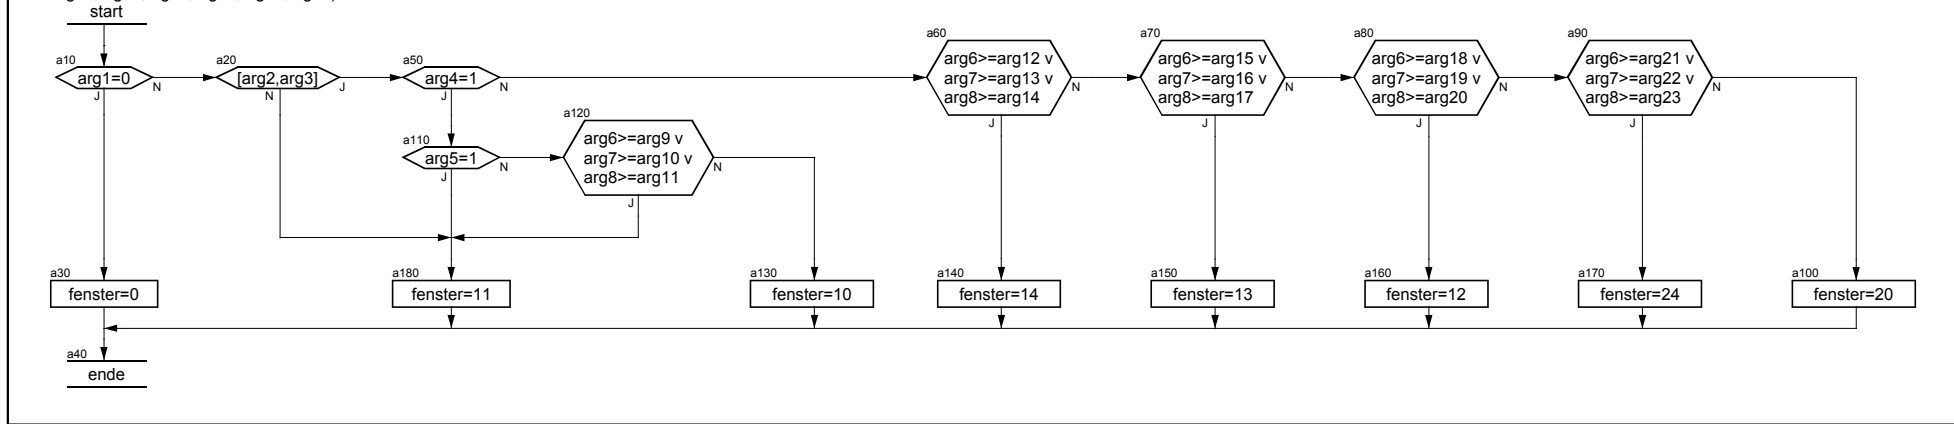 start
a10
arg1=0
J
N
a20
[arg2,arg3]
N
J
a50
arg4=1
J
N
a60
arg6>=arg12 v
arg7>=arg13 v
arg8>=arg14
J
N
a70
arg6>=arg15 v
arg7>=arg16 v
arg8>=arg17
J
N
a80
arg6>=arg18 v
arg7>=arg19 v
arg8>=arg20
J
N
a90
arg6>=arg21 v
arg7>=arg22 v
arg8>=arg23
J
N
a110
arg5=1
J
N
a120
arg6>=arg9 v
arg7>=arg10 v
arg8>=arg11
J
N
a30
fenster=0
a180
fenster=11
a130
fenster=10
a140
fenster=14
a150
fenster=13
a160
fenster=12
a170
fenster=24
a100
fenster=20
a40
ende